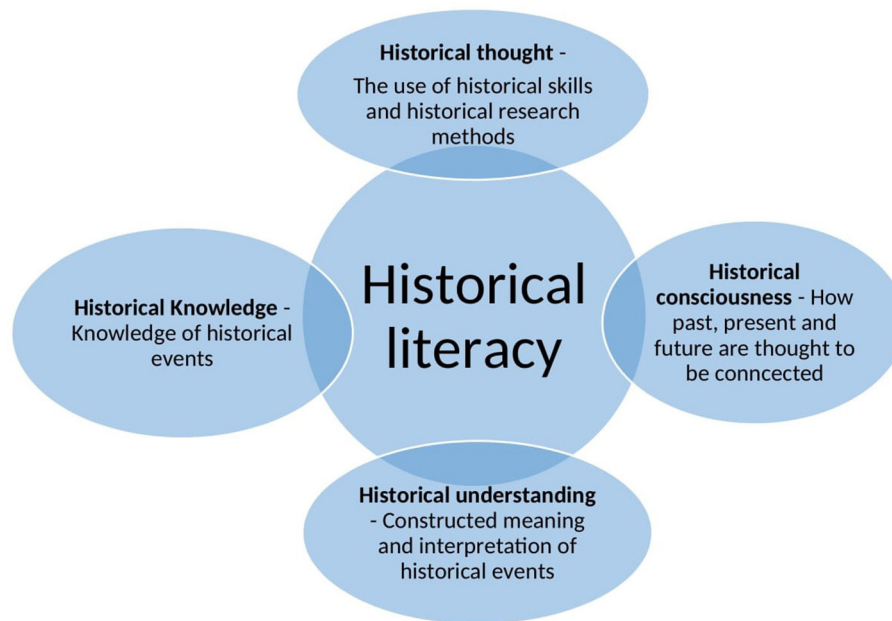 Historical thought -
The use of historical skills
and historical research
methods
Historical
literacy
Historical Knowledge -
Knowledge of historical
events
Historical
consciousness - How
past, present and
future are thought to
be conncected
Historical understanding
- Constructed meaning
and interpretation of
historical events